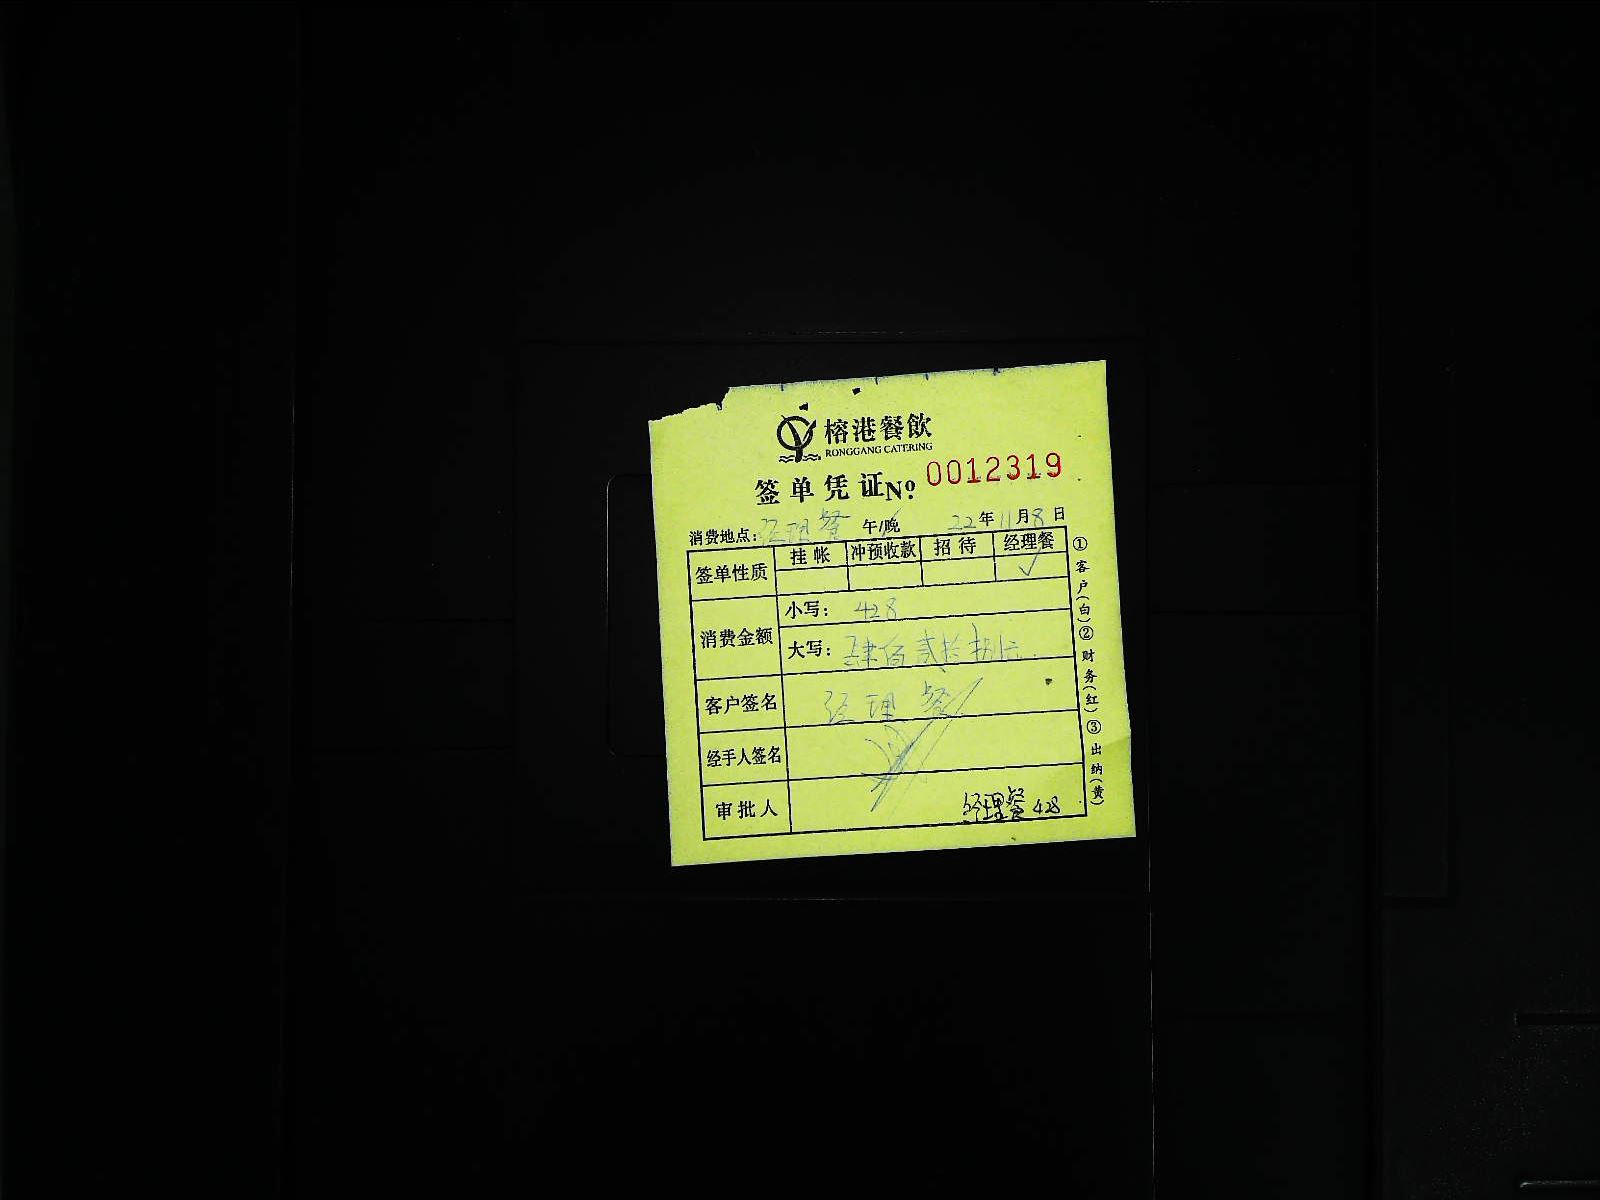 榕港餐飲
RONGGANG CATERING
签单凭证No: 0012319
消费地点: 经理餐 午/晚 22年11月8日
签单性质 挂帐 冲预收款 招待 经理餐
✓
消费金额 小写: 428
大写: 肆佰贰拾捌元
客户签名 经理餐
经手人签名
审批人 经理餐 428
①客户(白)②财务(红)③出纳(黄)